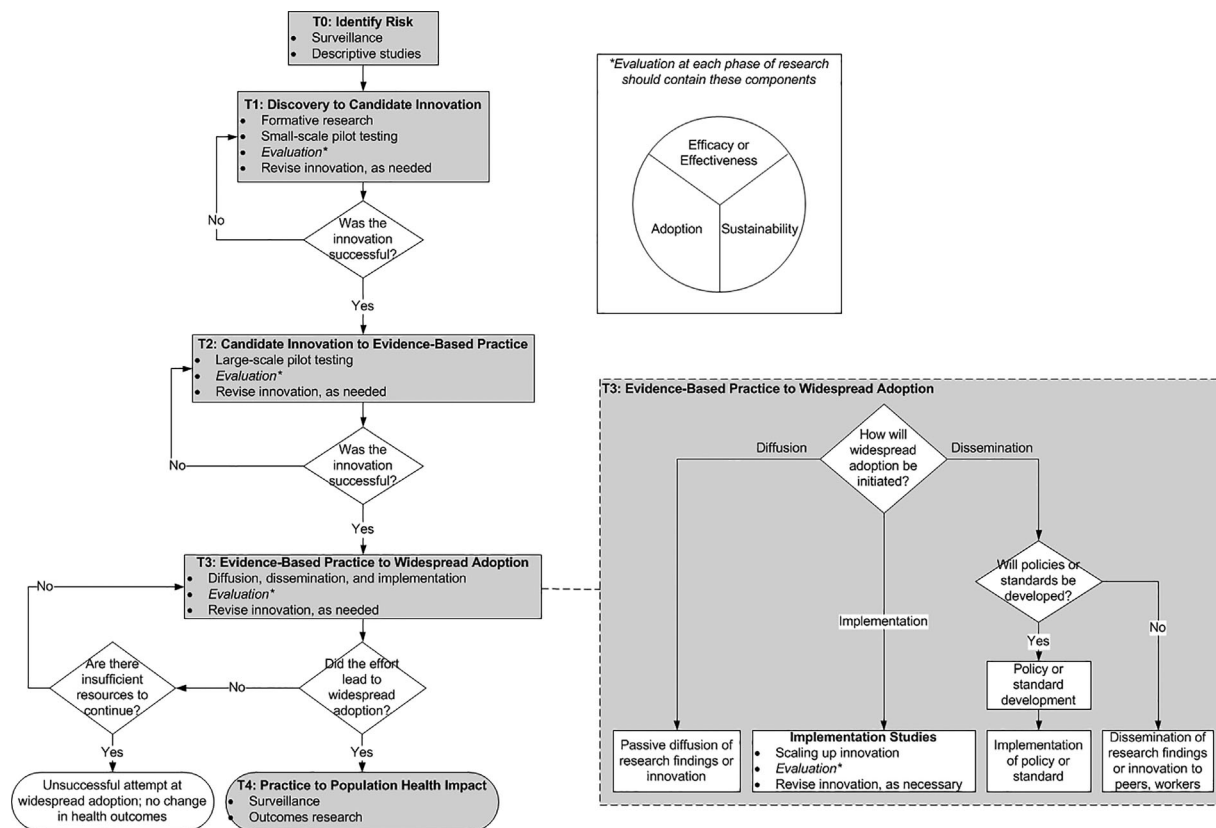 T0: Identify Risk
• Surveillance
• Descriptive studies
T1: Discovery to Candidate Innovation
• Formative research
• Small-scale pilot testing
• Evaluation*
• Revise innovation, as needed
No
Was the
innovation
successful?
Yes
T2: Candidate Innovation to Evidence-Based Practice
• Large-scale pilot testing
• Evaluation*
• Revise innovation, as needed
No
Was the
innovation
successful?
Yes
T3: Evidence-Based Practice to Widespread Adoption
• Diffusion, dissemination, and implementation
• Evaluation*
• Revise innovation, as needed
No
Are there
insufficient
resources to
continue?
No
Did the effort
lead to
widespread
adoption?
Yes
Yes
Unsuccessful attempt at
widespread adoption; no change
in health outcomes
T4: Practice to Population Health Impact
• Surveillance
• Outcomes research
*Evaluation at each phase of research
should contain these components
Efficacy or
Effectiveness
Adoption
Sustainability
T3: Evidence-Based Practice to Widespread Adoption
How will
widespread
adoption be
initiated?
Diffusion
Dissemination
Will policies or
standards be
developed?
Implementation
Yes
No
Policy or
standard
development
Passive diffusion of
research findings or
innovation
Implementation Studies
• Scaling up innovation
• Evaluation*
• Revise innovation, as necessary
Implementation
of policy or
standard
Dissemination of
research findings
or innovation to
peers, workers